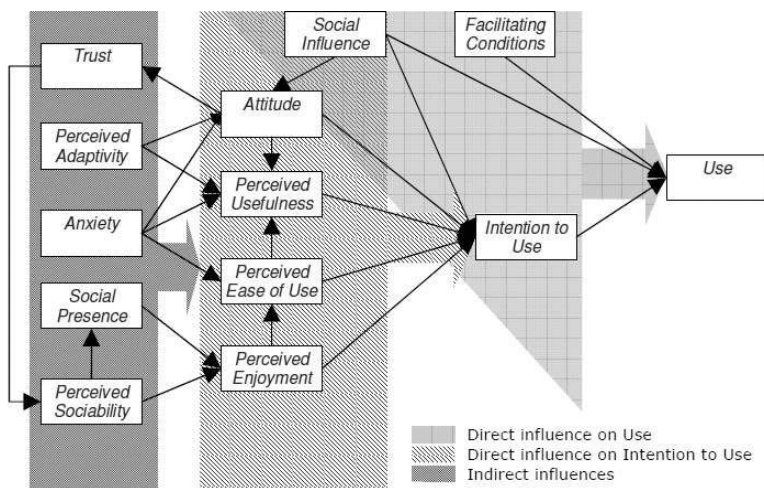 Social
Influence
Facilitating
Conditions
Trust
Attitude
Perceived
Adaptivity
Perceived
Usefulness
Use
Anxiety
Intention to
Use
Perceived
Ease of Use
Social
Presence
Perceived
Enjoyment
Perceived
Sociability
Direct influence on Use
Direct influence on Intention to Use
Indirect influences